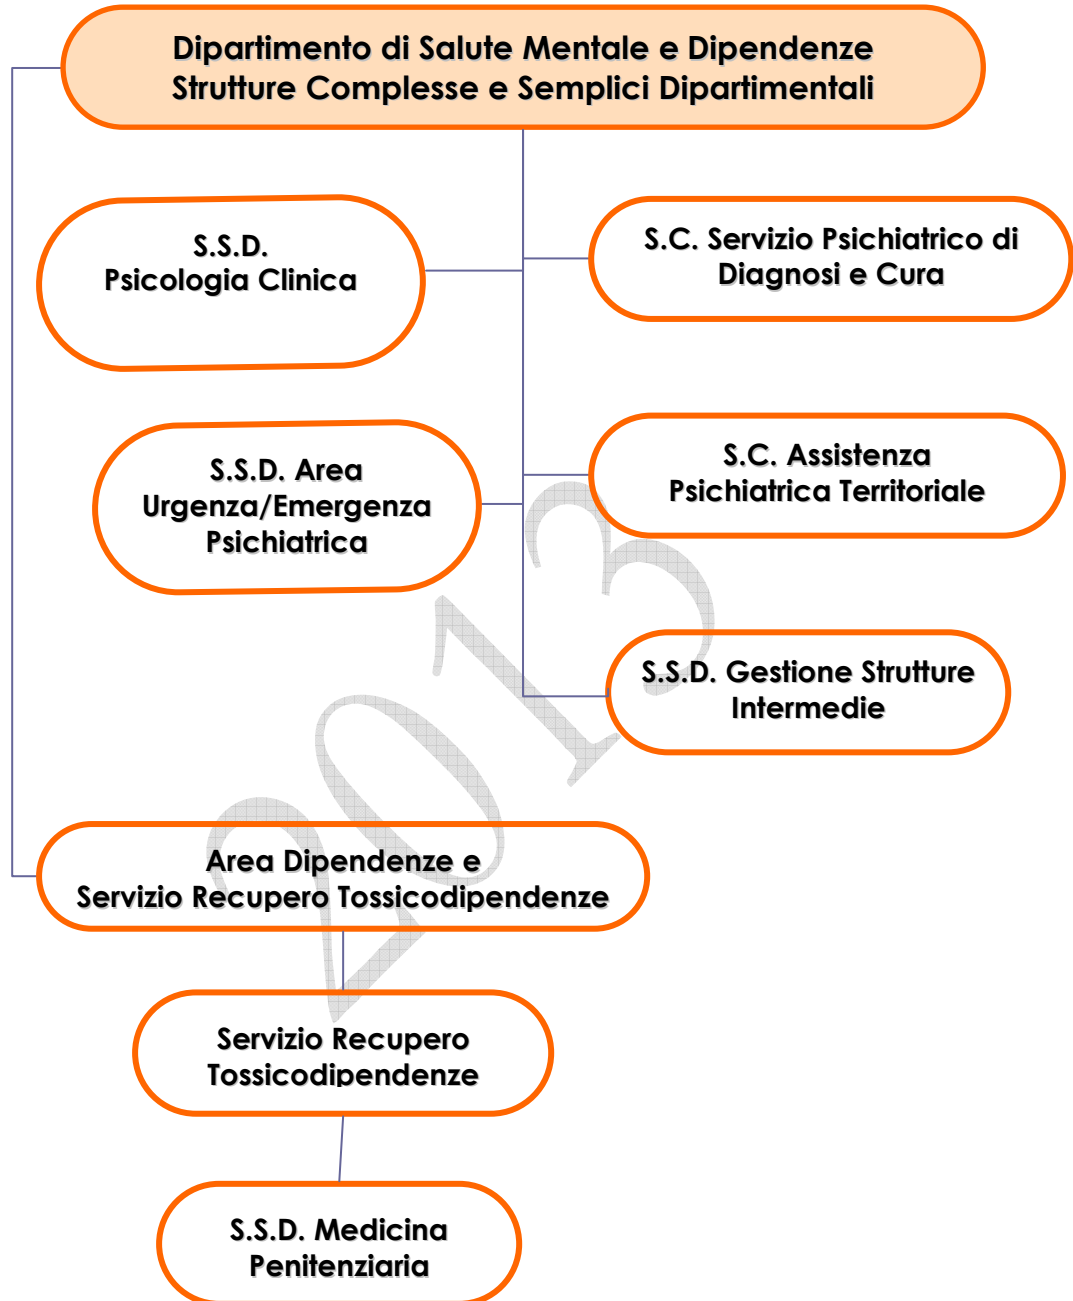 Dipartimento di Salute Mentale e Dipendenze
Strutture Complesse e Semplici Dipartimentali
S.S.D.
Psicologia Clinica
S.C. Servizio Psichiatrico di
Diagnosi e Cura
S.S.D. Area
Urgenza/Emergenza
Psichiatrica
S.C. Assistenza
Psichiatrica Territoriale
S.S.D. Gestione Strutture
Intermedie
2013
Area Dipendenze e
Servizio Recupero Tossicodipendenze
Servizio Recupero
Tossicodipendenze
S.S.D. Medicina
Penitenziaria